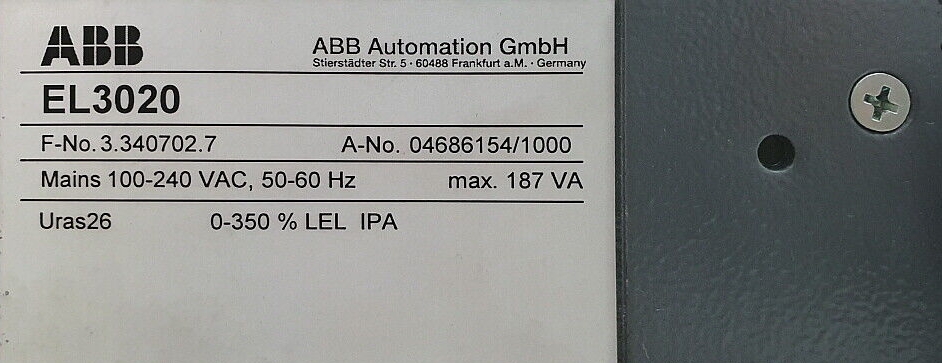 ABB
ABB Automation GmbH
Stierstädter Str. 5 · 60488 Frankfurt a.M. · Germany
EL3020
F-No. 3.340702.7 A-No. 04686154/1000
Mains 100-240 VAC, 50-60 Hz max. 187 VA
Uras26 0-350 % LEL IPA